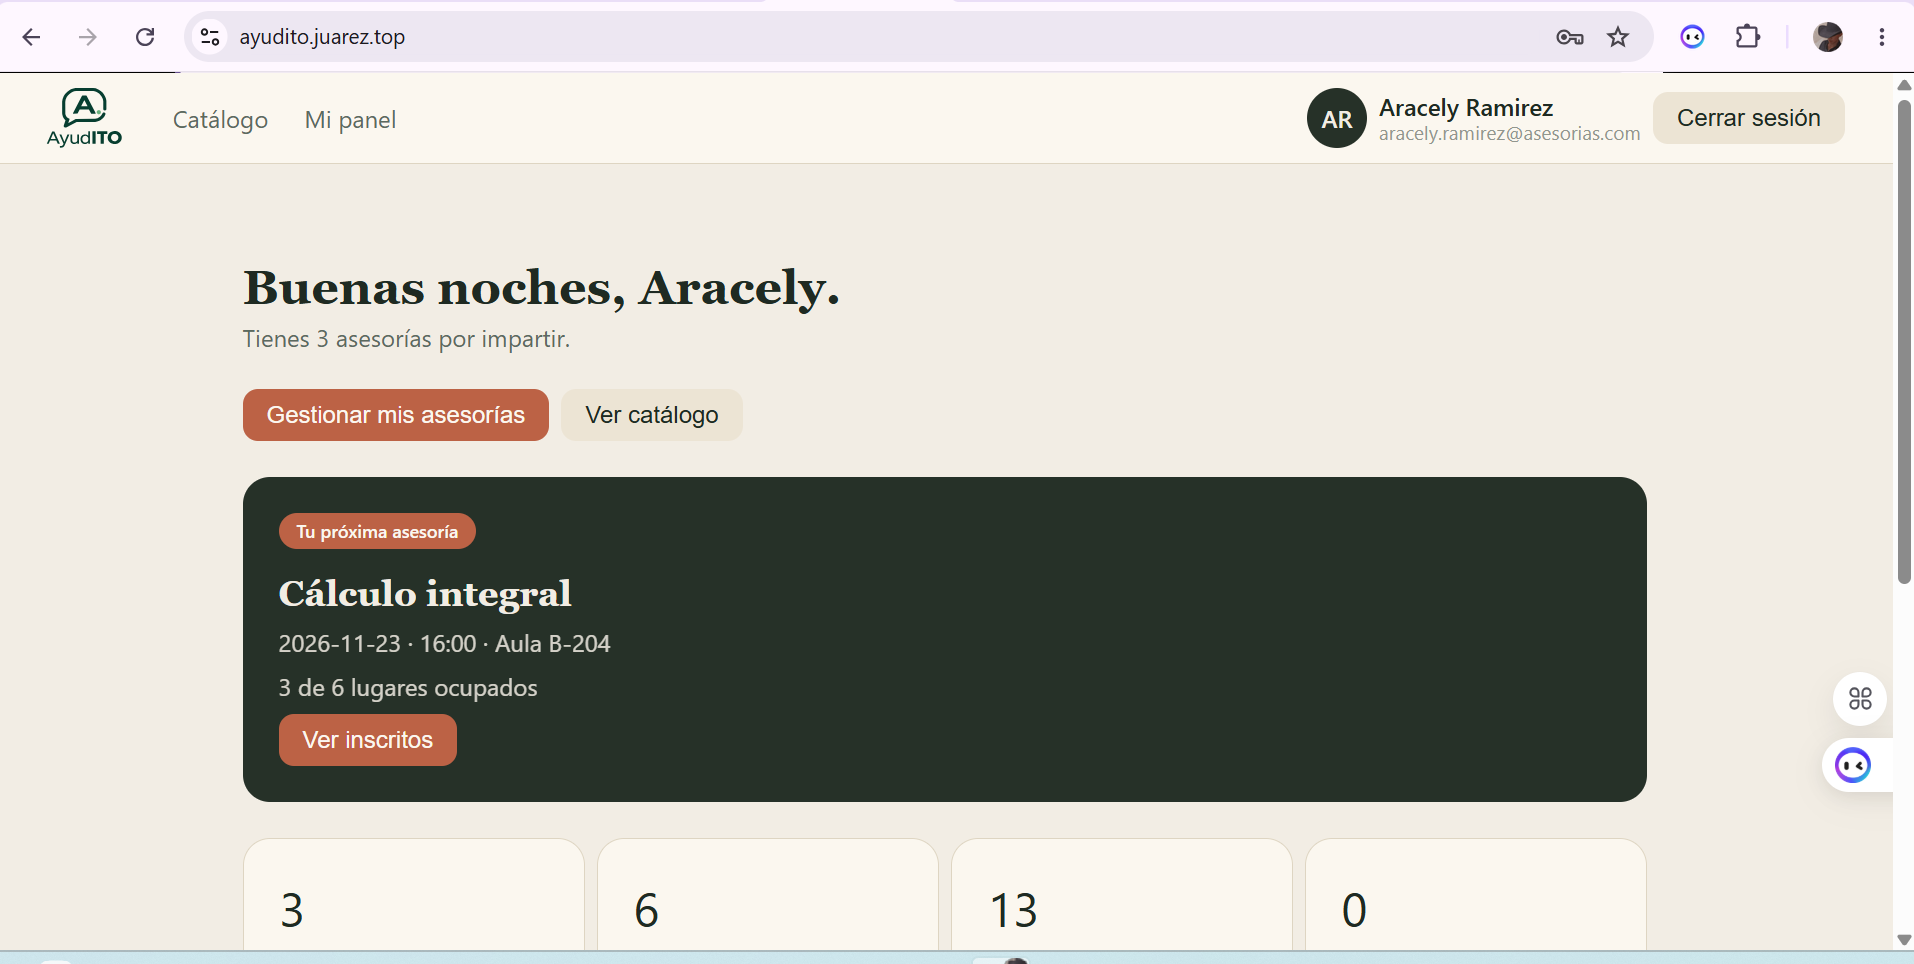 ayudito.juarez.top
A.
AyudITO
Catálogo
Mi panel
AR
Aracely Ramirez
aracely.ramirez@asesorias.com
Cerrar sesión
Buenas noches, Aracely.
Tienes 3 asesorías por impartir.
Gestionar mis asesorías
Ver catálogo
Tu próxima asesoría
Cálculo integral
2026-11-23 · 16:00 · Aula B-204
3 de 6 lugares ocupados
Ver inscritos
3
6
13
0